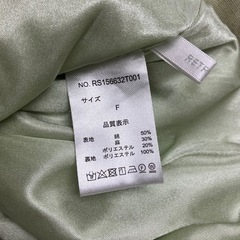 NO. RS156632T001
サイズ
F
品質表示
表地 綿 50%
麻 30%
ポリエステル 20%
裏地 ポリエステル 100%
RETT